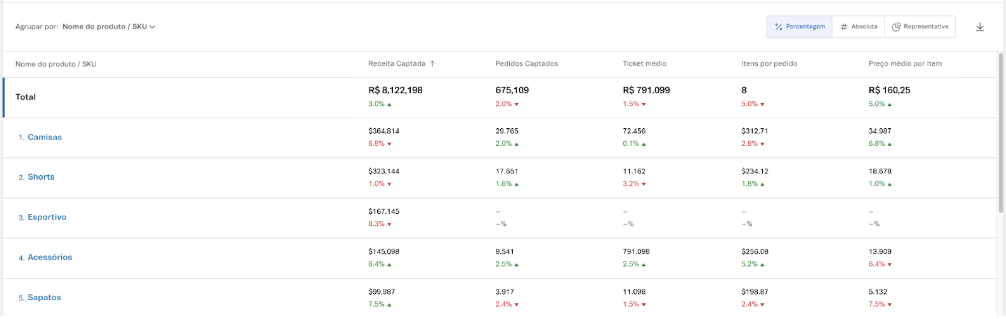 Agrupar por: Nome do produto / SKU
Porcentagem
Absoluta
Representativa
Nome do produto / SKU Receita Captada Pedidos Captados Ticket médio Itens por pedido Preço médio por item
Total R$ 8,122,198 675,109 R$ 791.099 8 R$ 160,25
3.0% 2.0% 1.5% 5.0% 5.0%
1. Camisas $364,814 29.765 72.456 $312.71 34.987
6.8% 2.0% 0.1% 2.8% 6.8%
2. Shorts $323,144 17.651 11.162 $234.12 18.678
1.0% 1.6% 3.2% 1.8% 1.0%
3. Esportivo $167,145 – – – –
8.3% –% –% –% –%
4. Acessórios $145,098 9.541 791.099 $256.09 13.909
6.4% 2.5% 2.5% 5.2% 6.4%
5. Sapatos $99,987 3.917 11.098 $198.87 5.132
7.5% 2.4% 1.5% 2.4% 7.5%